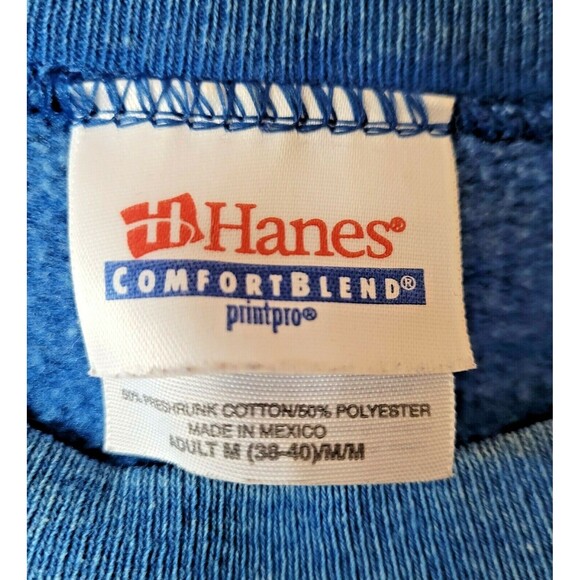 Hanes®
COMFORTBLEND®
printpro®
50% PRESHRUNK COTTON/50% POLYESTER
MADE IN MEXICO
ADULT M (38-40)/M/M